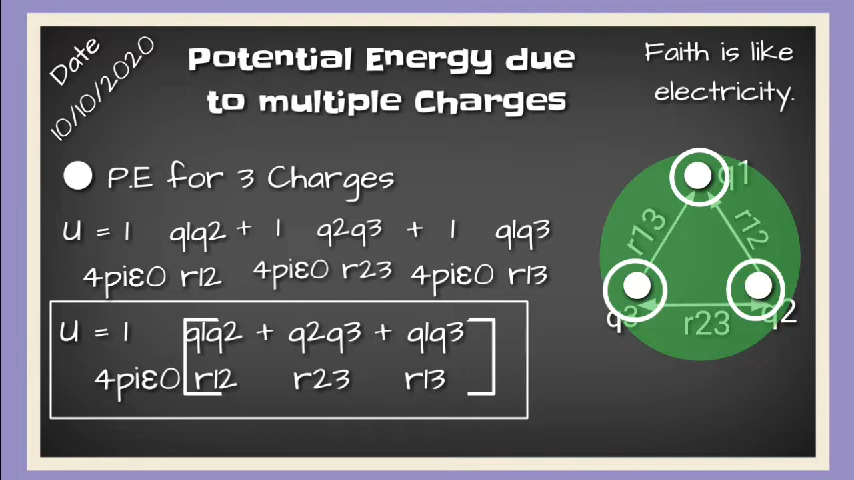 Date
10/10/2020
Potential Energy due
to multiple Charges
Faith is like
electricity.
P.E for 3 Charges
U = 1 q1q2 + 1 q2q3 + 1 q1q3
4piε0 r12 4piε0 r23 4piε0 r13
U = 1 q1q2 + q2q3 + q1q3
4piε0 r12 r23 r13
q1
r13
r12
q3
r23
q2